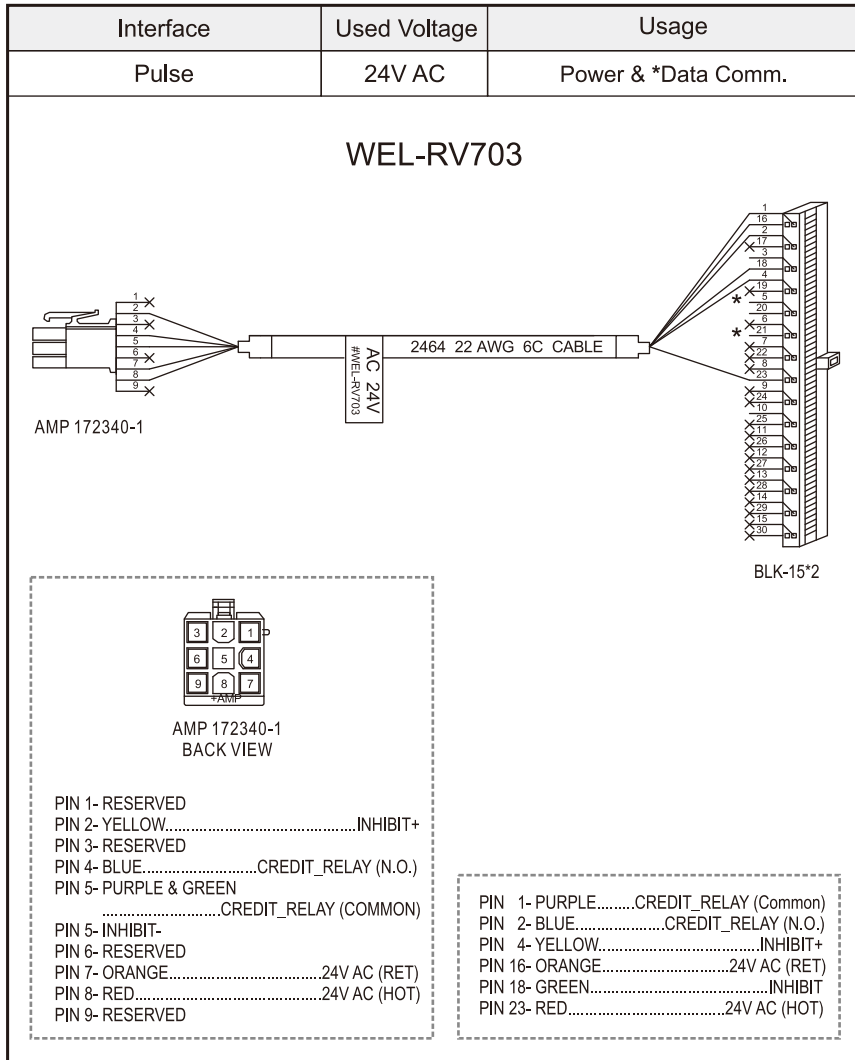 Interface Used Voltage Usage
Pulse 24V AC Power & *Data Comm.
WEL-RV703
1
16
2
17
3
18
4
19
* 5
20
6
* 21
7
22
8
23
9
24
10
25
11
26
12
27
13
28
14
29
15
30
1
2
3
4
5
6
7
8
9
AC 24V
#WEL-RV703
2464 22 AWG 6C CABLE
AMP 172340-1
BLK-15*2
3 2 1
6 5 4
9 8 7
+AMP
AMP 172340-1
BACK VIEW
PIN 1- RESERVED
PIN 2- YELLOW........................................INHIBIT+
PIN 3- RESERVED
PIN 4- BLUE........................CREDIT_RELAY (N.O.)
PIN 5- PURPLE & GREEN
.........................CREDIT_RELAY (COMMON)
PIN 5- INHIBIT-
PIN 6- RESERVED
PIN 7- ORANGE.................................24V AC (RET)
PIN 8- RED........................................24V AC (HOT)
PIN 9- RESERVED
PIN 1- PURPLE........CREDIT_RELAY (Common)
PIN 2- BLUE.................CREDIT_RELAY (N.O.)
PIN 4- YELLOW..................................INHIBIT+
PIN 16- ORANGE.........................24V AC (RET)
PIN 18- GREEN.....................................INHIBIT
PIN 23- RED.................................24V AC (HOT)